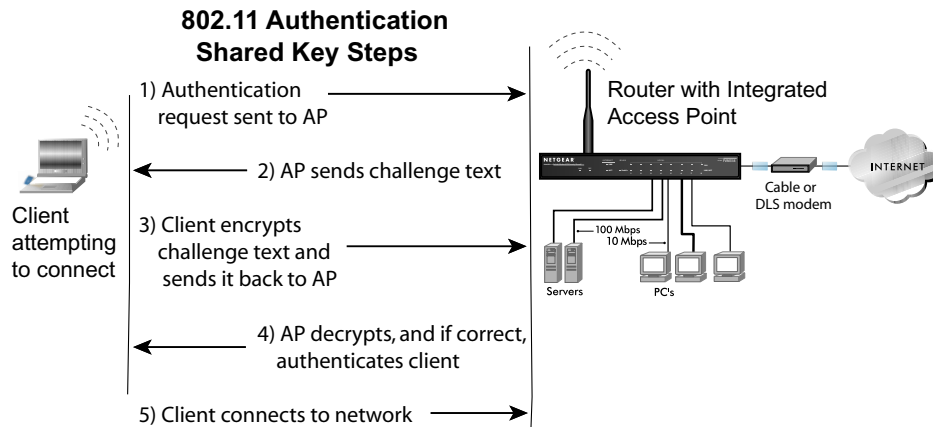 802.11 Authentication
Shared Key Steps
1) Authentication
request sent to AP
2) AP sends challenge text
3) Client encrypts
challenge text and
sends it back to AP
4) AP decrypts, and if correct,
authenticates client
5) Client connects to network
Client
attempting
to connect
Router with Integrated
Access Point
NETGEAR
INTERNET
Cable or
DLS modem
100 Mbps
10 Mbps
Servers
PC's